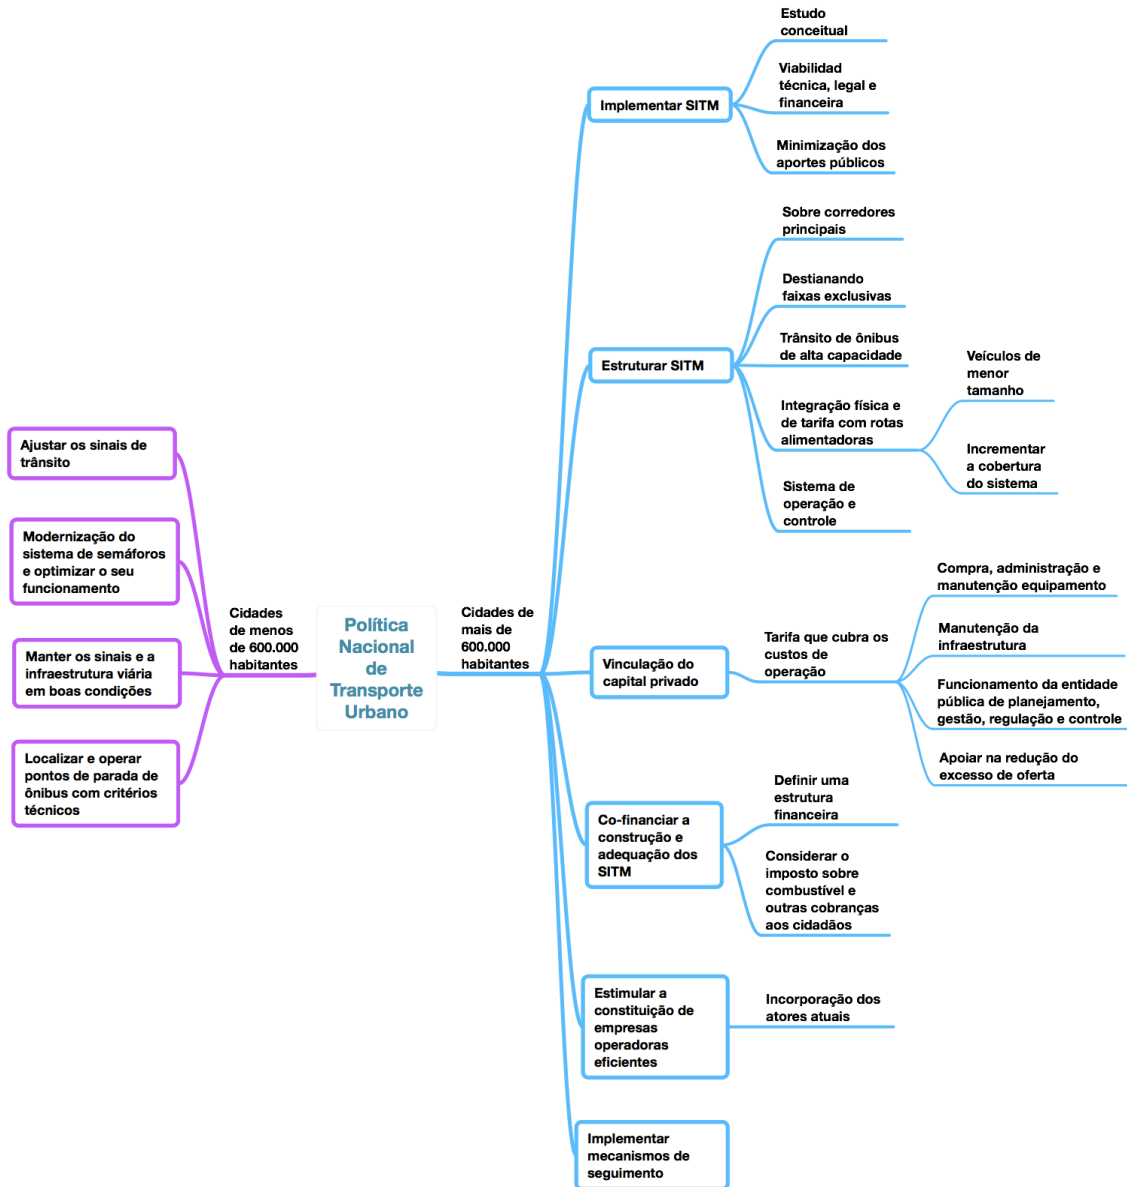 Política
Nacional
de
Transporte
Urbano
Cidades
de menos
de 600.000
habitantes
Ajustar os sinais de
trânsito
Modernização do
sistema de semáforos
e optimizar o seu
funcionamento
Manter os sinais e a
infraestrutura viária
em boas condições
Localizar e operar
pontos de parada de
ônibus com critérios
técnicos
Cidades de
mais de
600.000
habitantes
Implementar SITM
Estudo
conceitual
Viabilidad
técnica, legal e
financeira
Minimização dos
aportes públicos
Estruturar SITM
Sobre corredores
principais
Destianando
faixas exclusivas
Trânsito de ônibus
de alta capacidade
Integração física e
de tarifa com rotas
alimentadoras
Veículos de
menor
tamanho
Incrementar
a cobertura
do sistema
Sistema de
operação e
controle
Vinculação do
capital privado
Tarifa que cubra os
custos de
operação
Compra, administração e
manutenção equipamento
Manutenção da
infraestrutura
Funcionamento da entidade
pública de planejamento,
gestão, regulação e controle
Apoiar na redução do
excesso de oferta
Co-financiar a
construção e
adequação dos
SITM
Definir uma
estrutura
financeira
Considerar o
imposto sobre
combustível e
outras cobranças
aos cidadãos
Estimular a
constituição de
empresas
operadoras
eficientes
Incorporação dos
atores atuais
Implementar
mecanismos de
seguimento